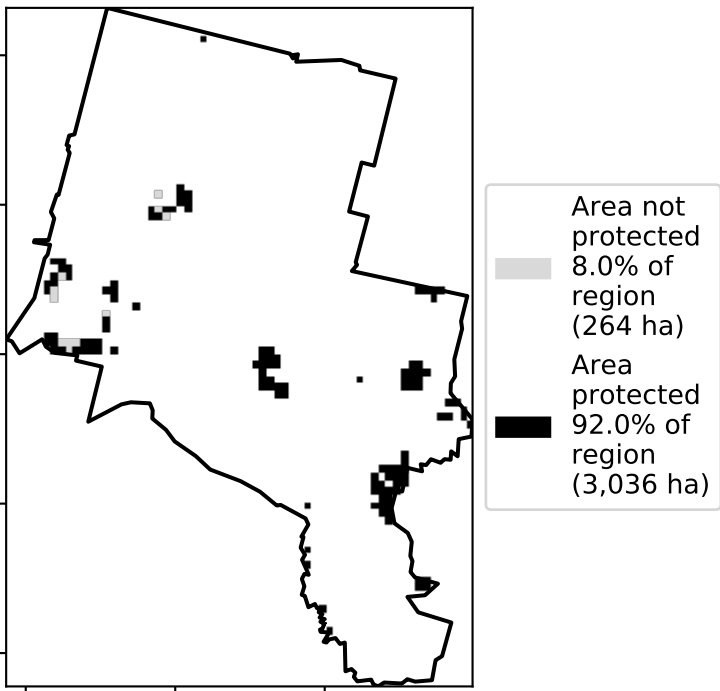 Area not
protected
8.0% of
region
(264 ha)
Area
protected
92.0% of
region
(3,036 ha)